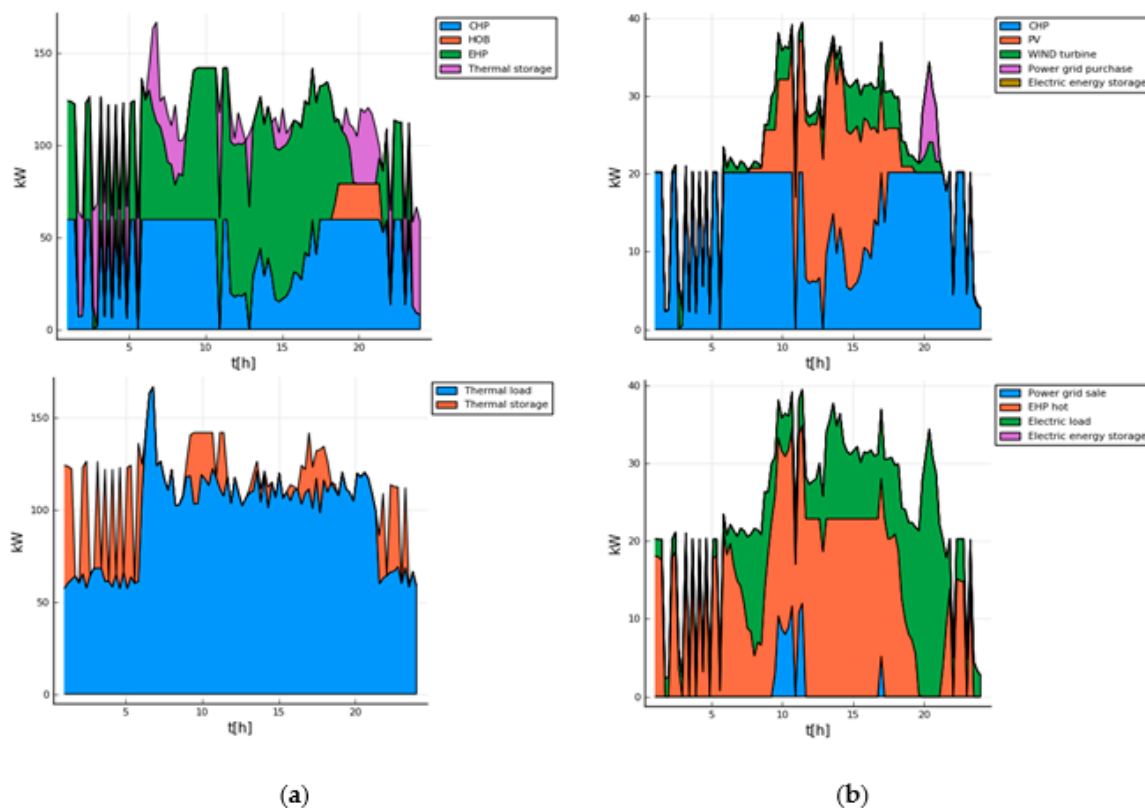 CHP
HOB
EHP
Thermal storage
150
100
50
0
kW
5
10
15
20
t[h]
CHP
PV
WIND turbine
Power grid purchase
Electric energy storage
40
30
20
10
0
kW
5
10
15
20
t[h]
Thermal load
Thermal storage
150
100
50
0
kW
5
10
15
20
t[h]
Power grid sale
EHP hot
Electric load
Electric energy storage
40
30
20
10
0
kW
5
10
15
20
t[h]
(a)
(b)